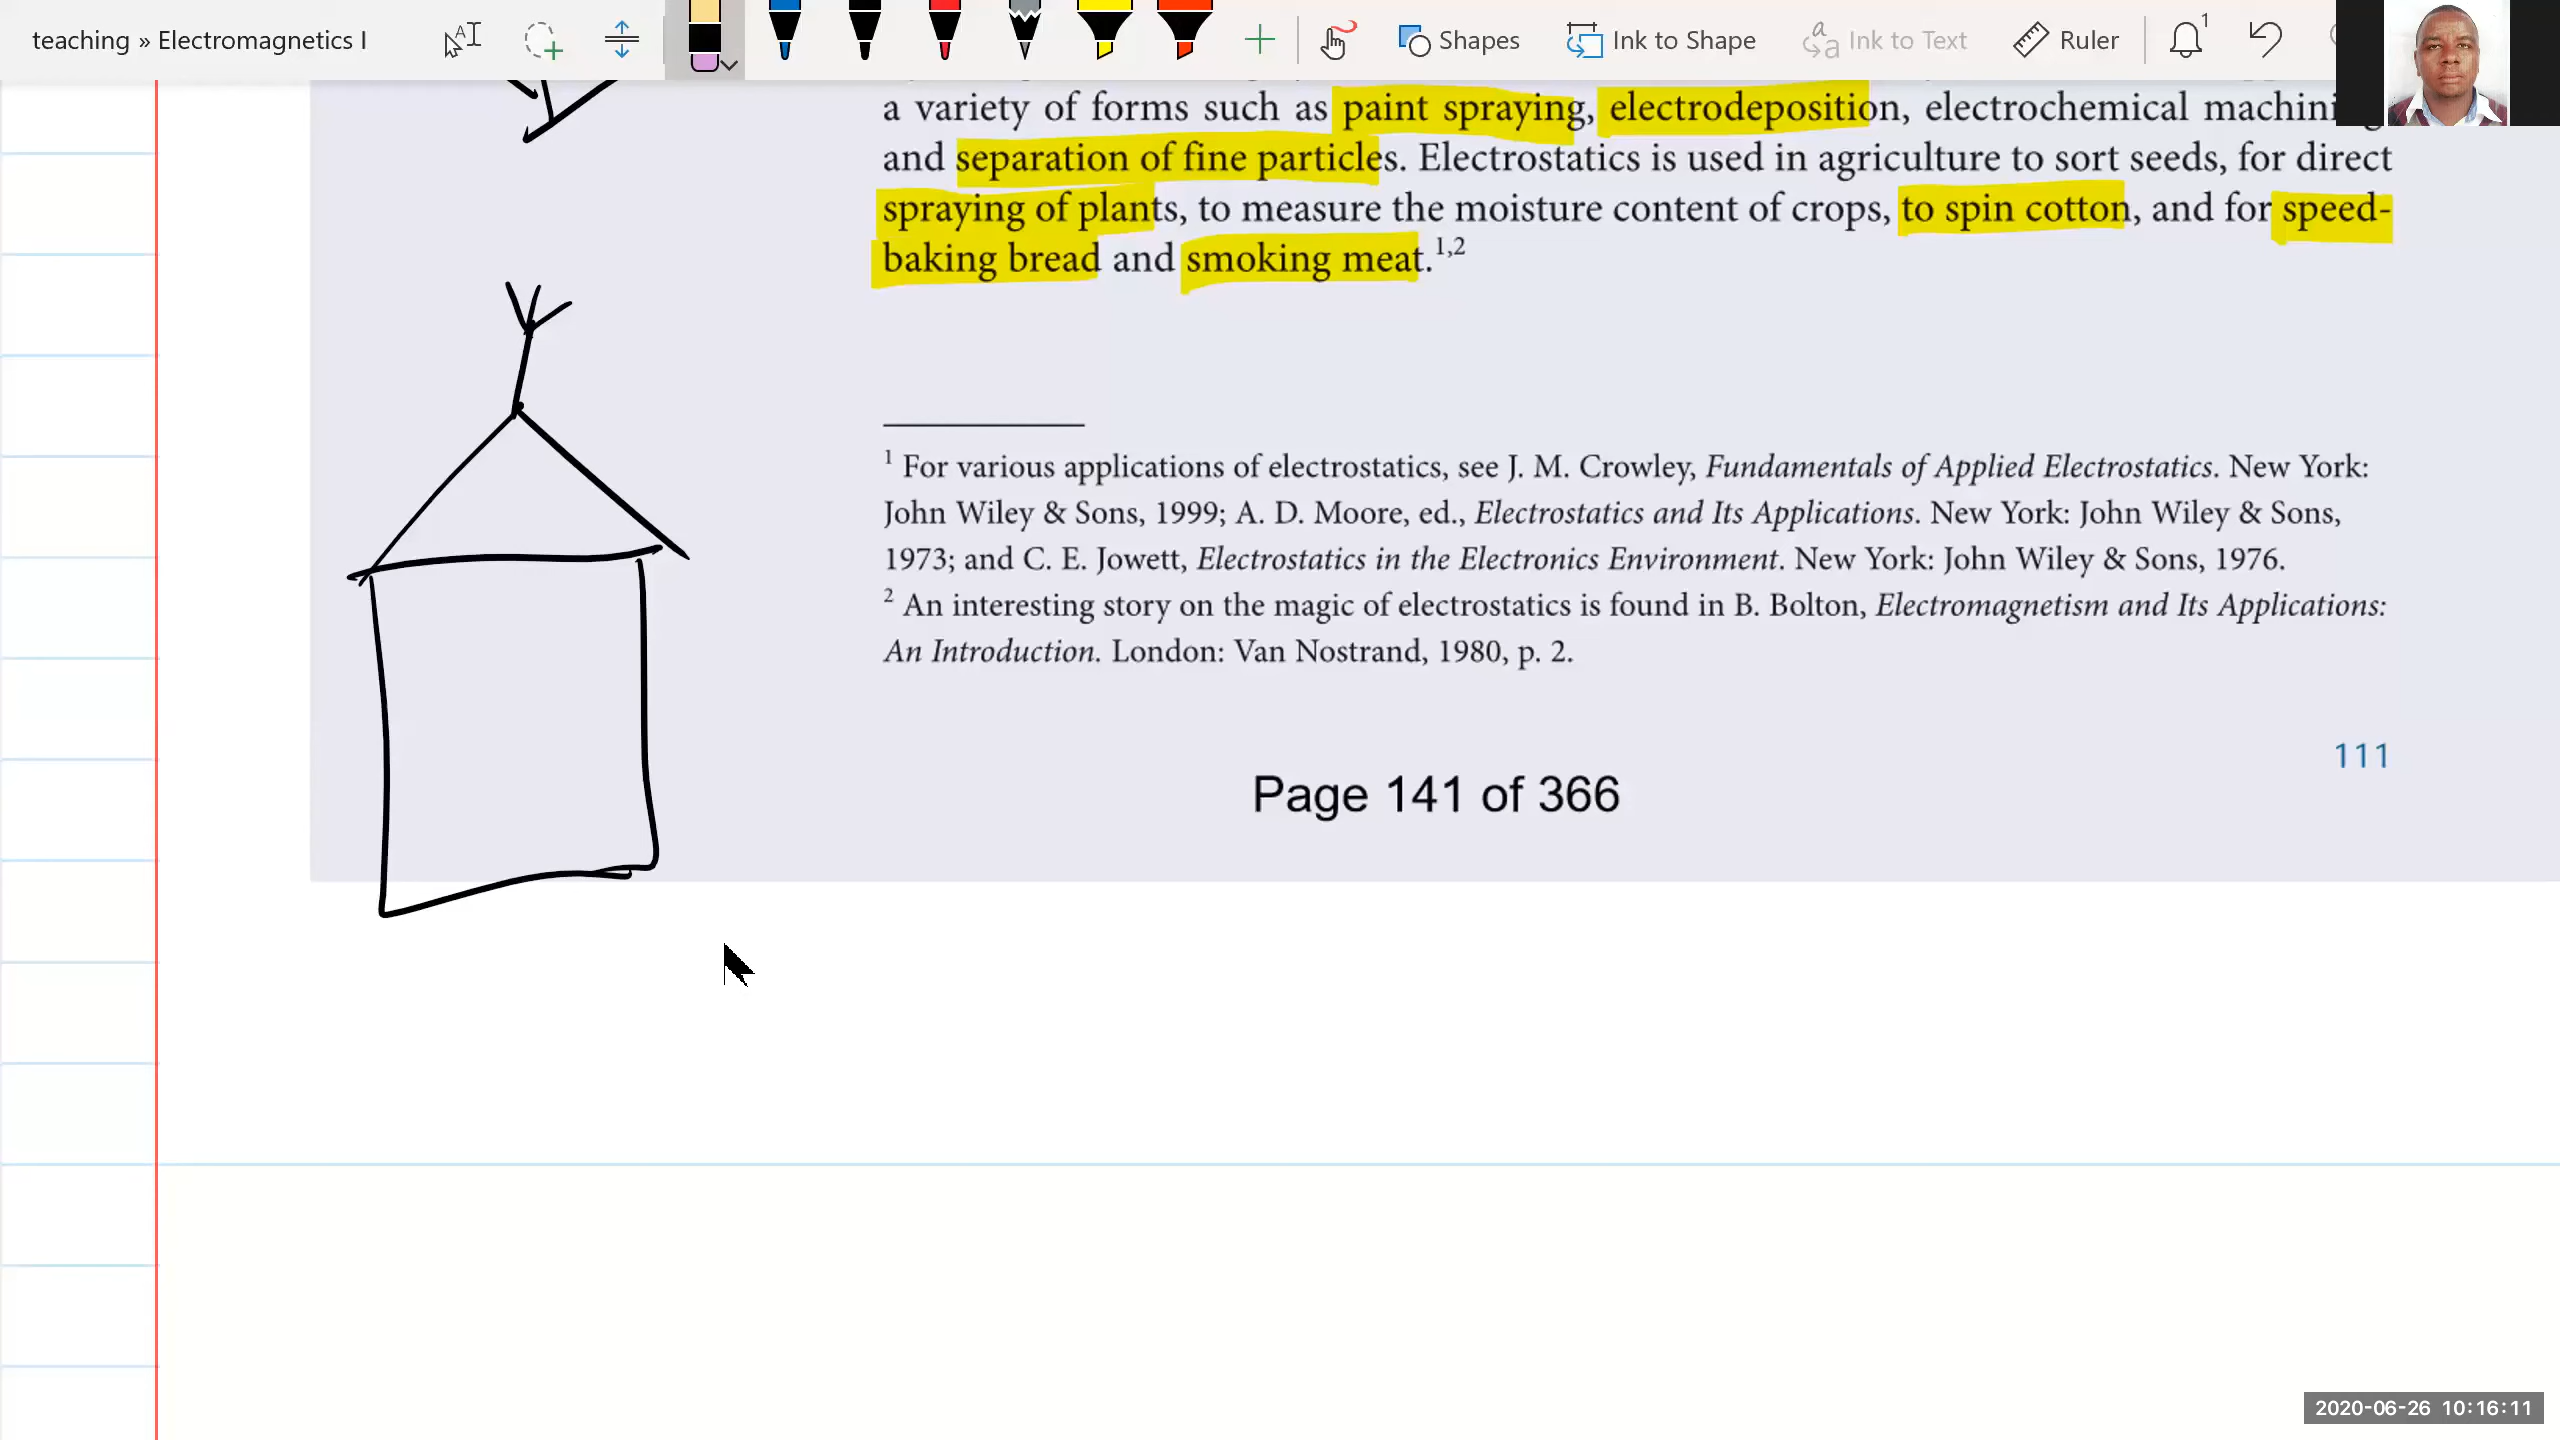 teaching » Electromagnetics I
Shapes
Ink to Shape
Ink to Text
Ruler
1
a variety of forms such as paint spraying, electrodeposition, electrochemical
and separation of fine particles. Electrostatics is used in agriculture to sort seeds, for direct
spraying of plants, to measure the moisture content of crops, to spin cotton, and for speed-
baking bread and smoking meat.1,2
1 For various applications of electrostatics, see J. M. Crowley, Fundamentals of Applied Electrostatics. New York:
John Wiley & Sons, 1999; A. D. Moore, ed., Electrostatics and Its Applications. New York: John Wiley & Sons,
1973; and C. E. Jowett, Electrostatics in the Electronics Environment. New York: John Wiley & Sons, 1976.
2 An interesting story on the magic of electrostatics is found in B. Bolton, Electromagnetism and Its Applications:
An Introduction. London: Van Nostrand, 1980, p. 2.
111
Page 141 of 366
2020-06-26 10:16:11